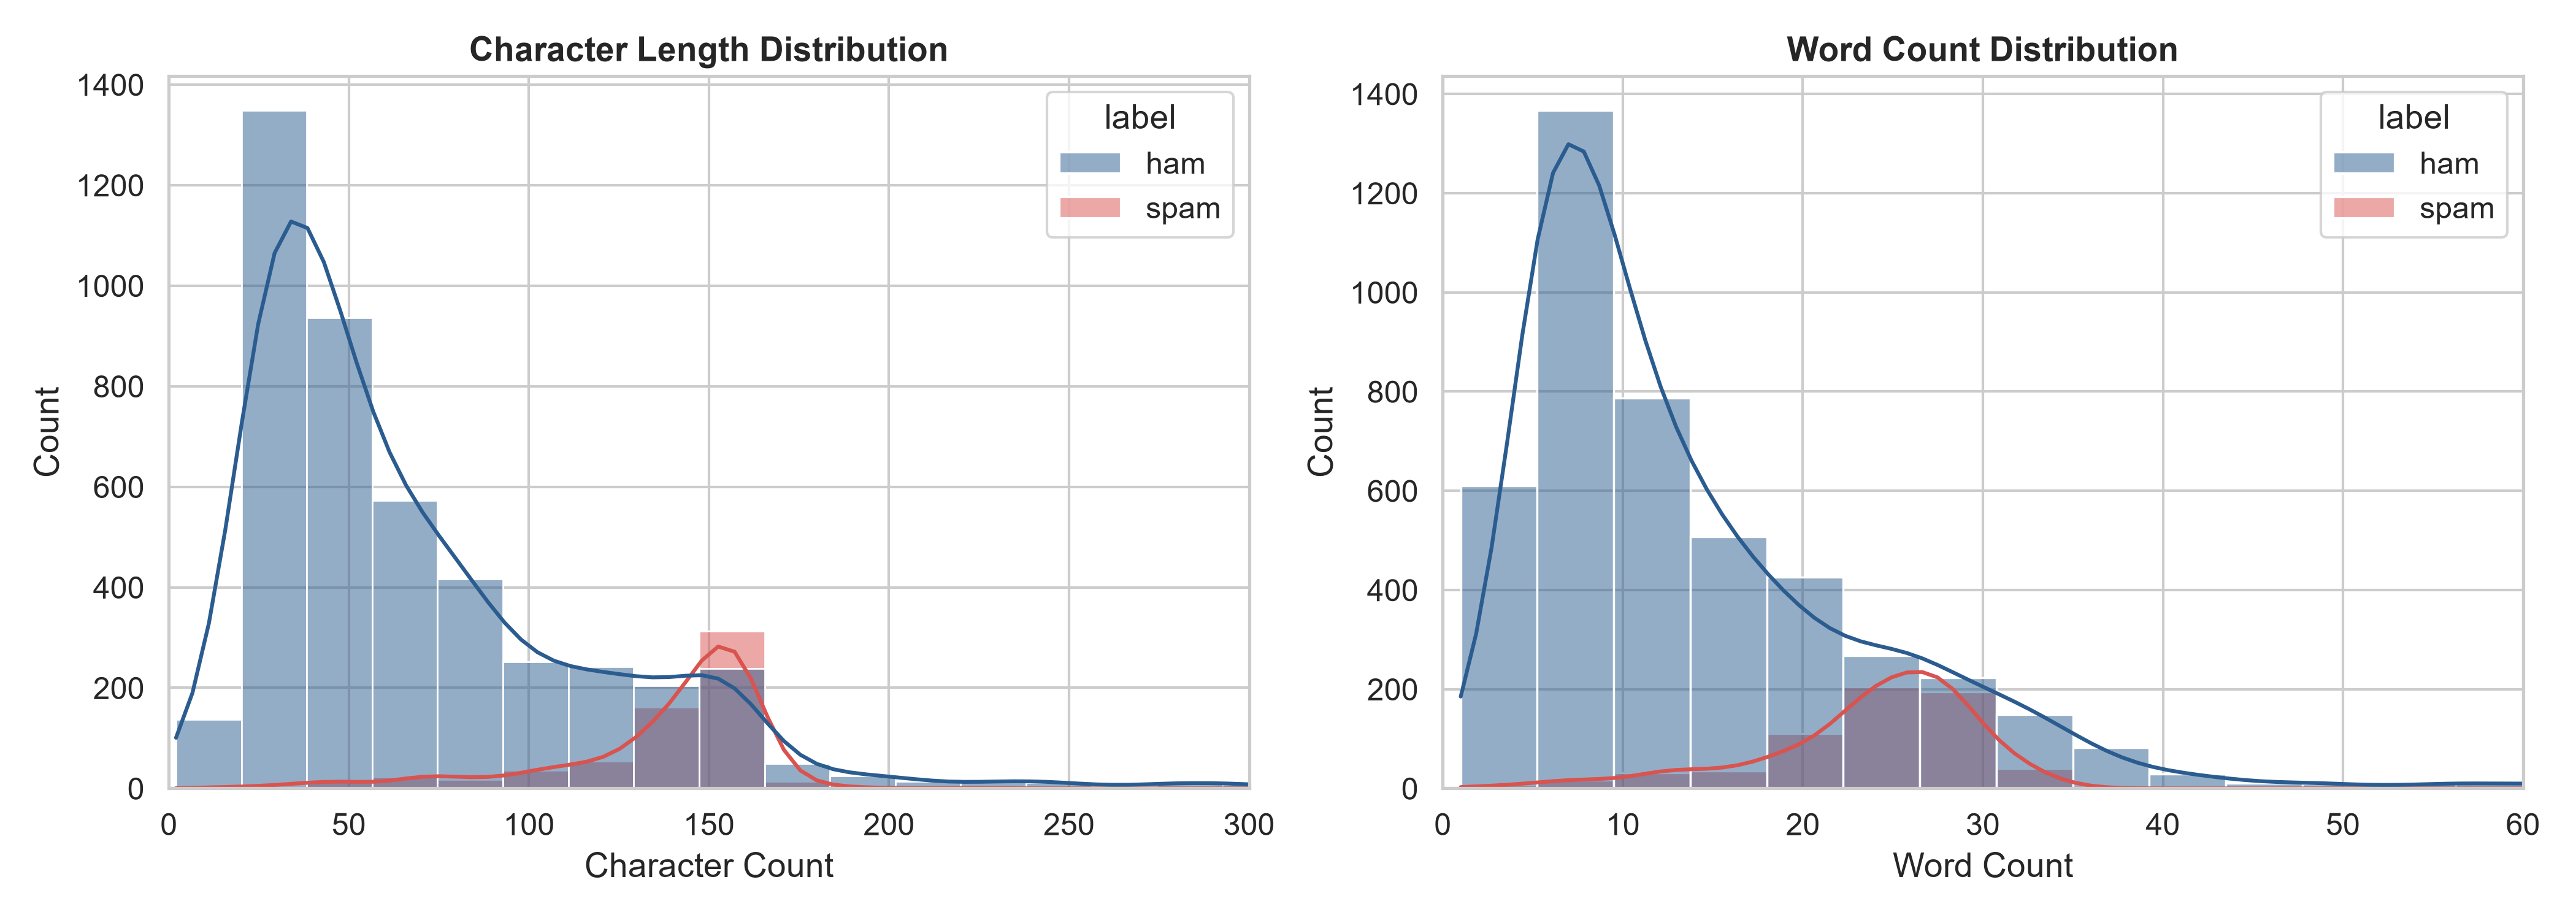 Character Length Distribution
1400
1200
1000
800
600
400
200
0
Count
0 50 100 150 200 250 300
Character Count
label
ham
spam
Word Count Distribution
1400
1200
1000
800
600
400
200
0
Count
0 10 20 30 40 50 60
Word Count
label
ham
spam